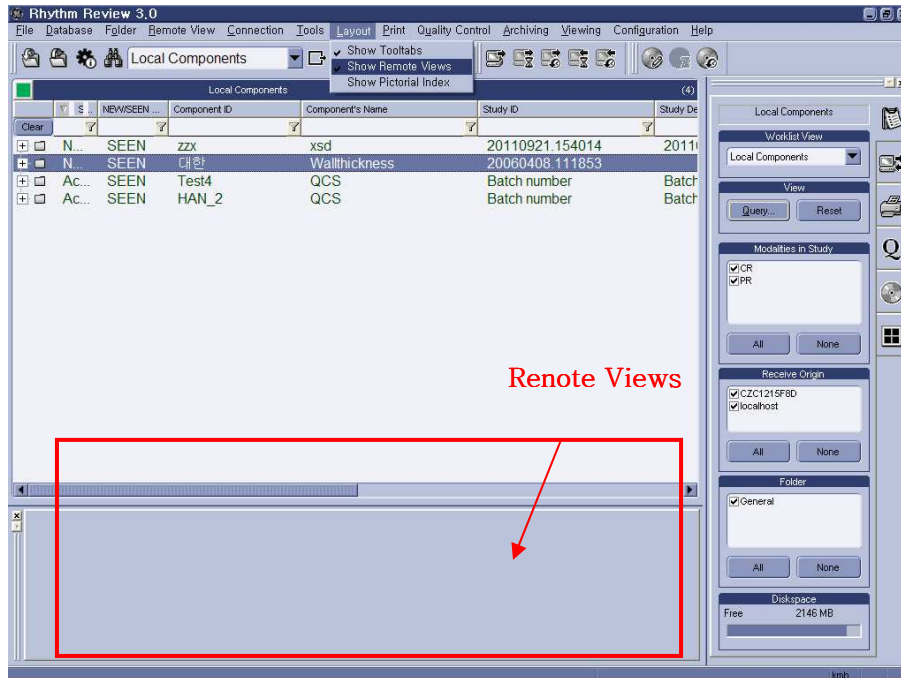 Rhythm Review 3.0
File Database Folder Remote View Connection Tools Layout Print Quality Control Archiving Viewing Configuration Help
Local Components
Show Tooltabs
Show Remote Views
Show Pictorial Index
Local Components (4)
S... NEW/SEEN ... Component ID Component's Name Study ID Study De
Clear
N... SEEN zzx xsd 20110921.154014 2011
N... SEEN 대한 Wallthickness 20060408.111853
Ac... SEEN Test4 QCS Batch number Batch
Ac... SEEN HAN_2 QCS Batch number Batch
Renote Views
Local Components
Worklist View
Local Components
View
Query... Reset
Modalities in Study
CR
PR
All None
Receive Origin
CZC1215F8D
localhost
All None
Folder
General
All None
Diskspace
Free 2146 MB
Q
kmh